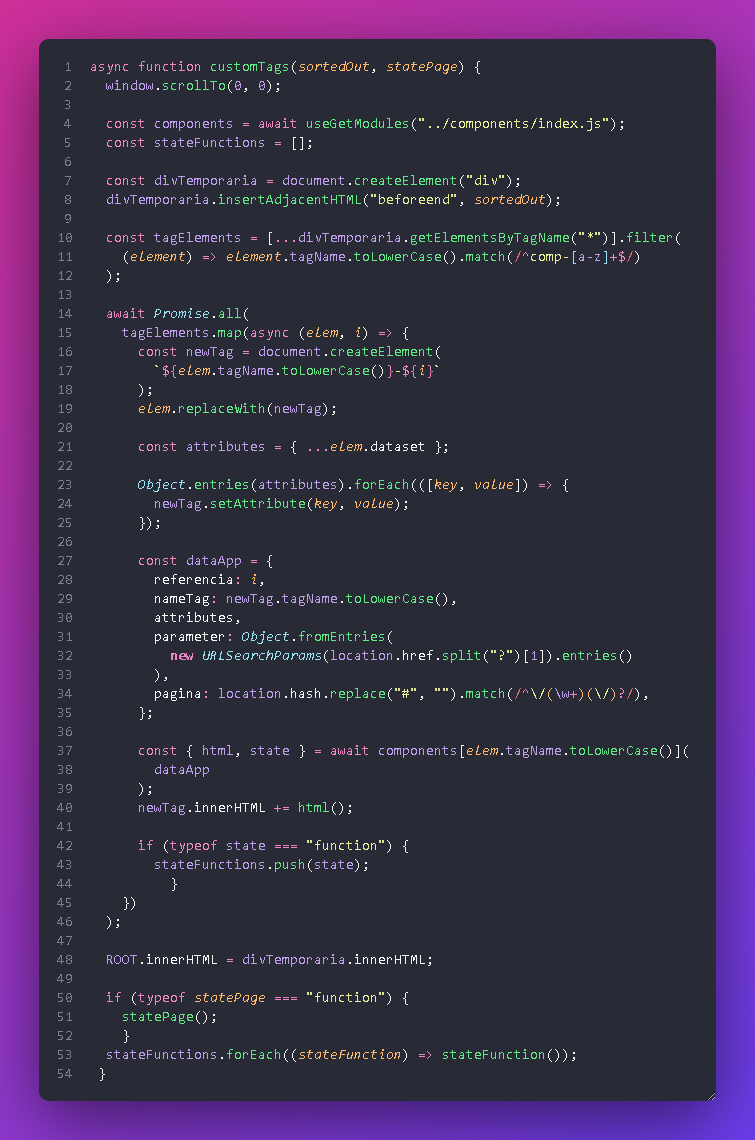 1 async function customTags(sortedOut, statePage) {
2 window.scrollTo(0, 0);
3
4 const components = await useGetModules("../components/index.js");
5 const stateFunctions = [];
6
7 const divTemporaria = document.createElement("div");
8 divTemporaria.insertAdjacentHTML("beforeend", sortedOut);
9
10 const tagElements = [...divTemporaria.getElementsByTagName("*")].filter(
11 (element) => element.tagName.toLowerCase().match(/^comp-[a-z]+$/)
12 );
13
14 await Promise.all(
15 tagElements.map(async (elem, i) => {
16 const newTag = document.createElement(
17 `${elem.tagName.toLowerCase()}-${i}`
18 );
19 elem.replaceWith(newTag);
20
21 const attributes = { ...elem.dataset };
22
23 Object.entries(attributes).forEach(([key, value]) => {
24 newTag.setAttribute(key, value);
25 });
26
27 const dataApp = {
28 referencia: i,
29 nameTag: newTag.tagName.toLowerCase(),
30 attributes,
31 parameter: Object.fromEntries(
32 new URLSearchParams(location.href.split("?")[1]).entries()
33 ),
34 pagina: location.hash.replace("#", "").match(/^\/(\w+)(\/)?/),
35 };
36
37 const { html, state } = await components[elem.tagName.toLowerCase()](
38 dataApp
39 );
40 newTag.innerHTML += html();
41
42 if (typeof state === "function") {
43 stateFunctions.push(state);
44 }
45 })
46 );
47
48 ROOT.innerHTML = divTemporaria.innerHTML;
49
50 if (typeof statePage === "function") {
51 statePage();
52 }
53 stateFunctions.forEach((stateFunction) => stateFunction());
54 }